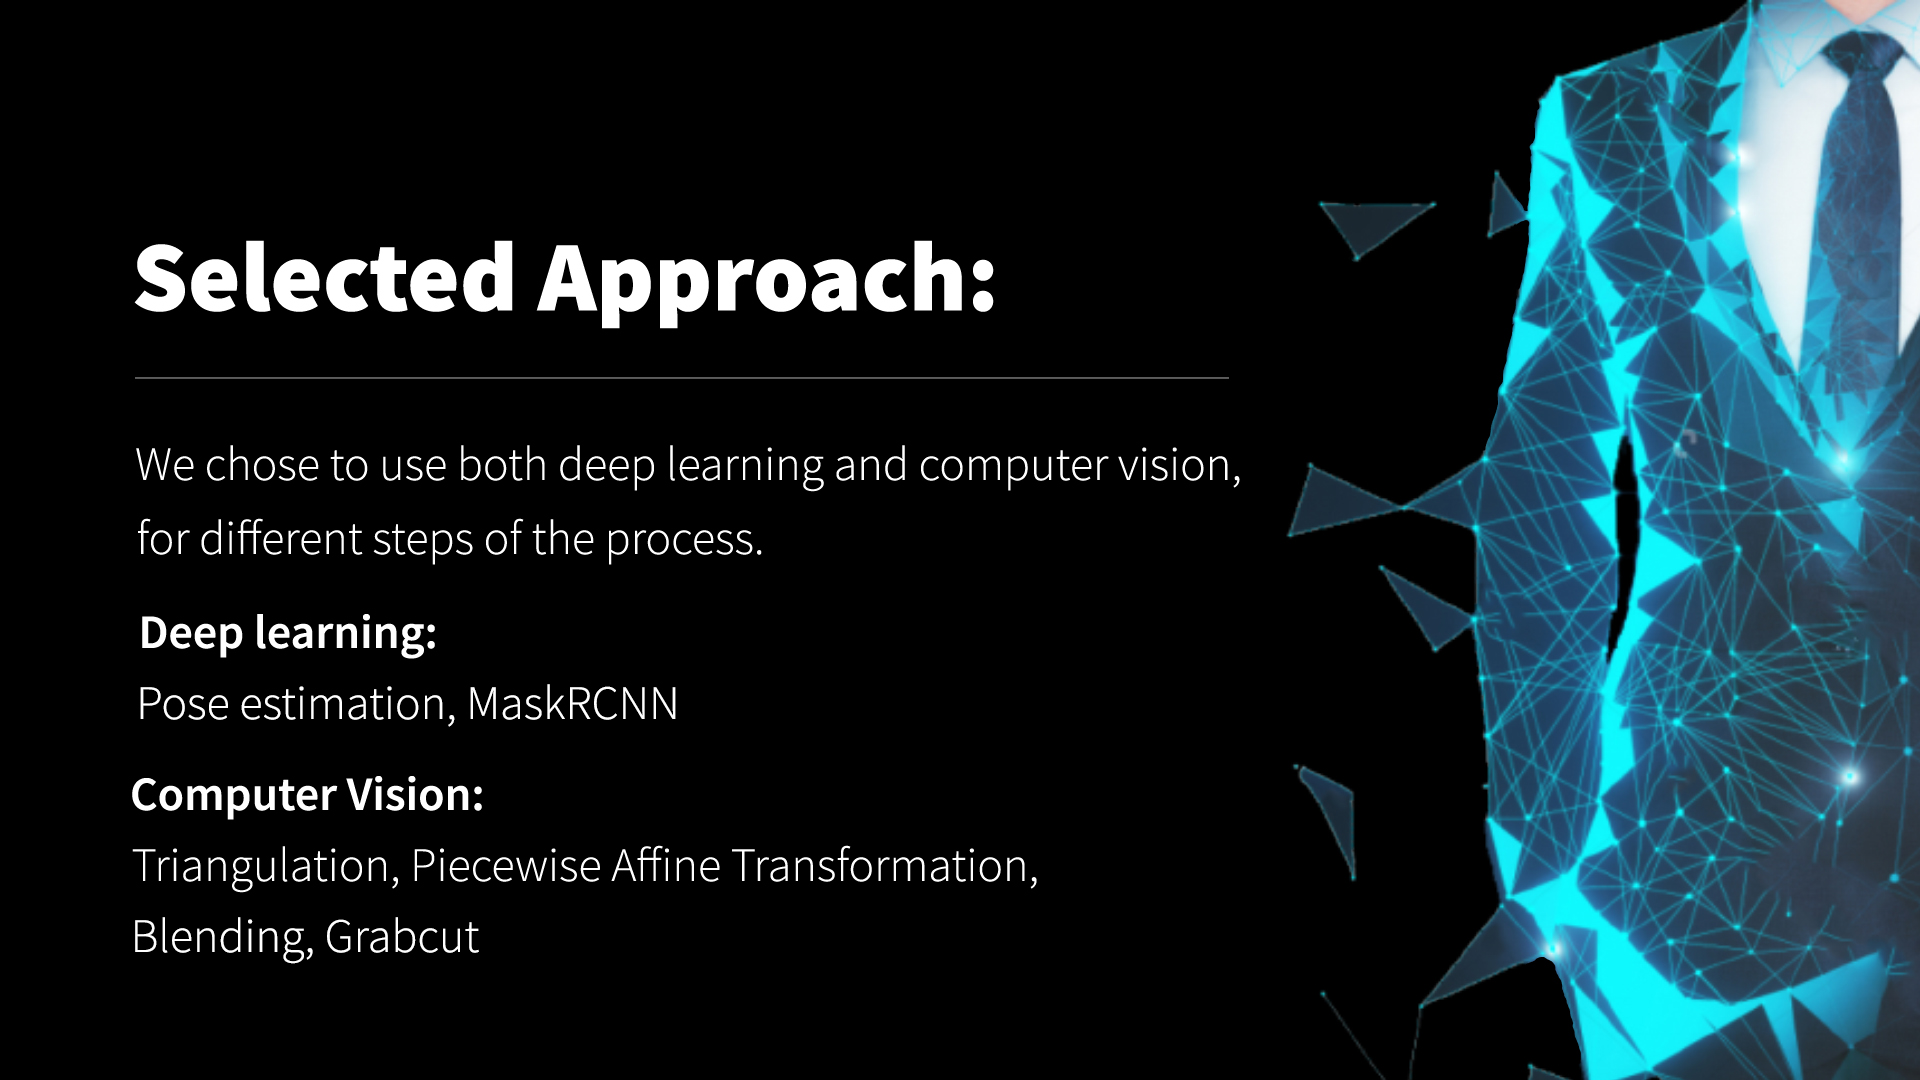 Selected Approach:
We chose to use both deep learning and computer vision,
for different steps of the process.
Deep learning:
Pose estimation, MaskRCNN
Computer Vision:
Triangulation, Piecewise Affine Transformation,
Blending, Grabcut